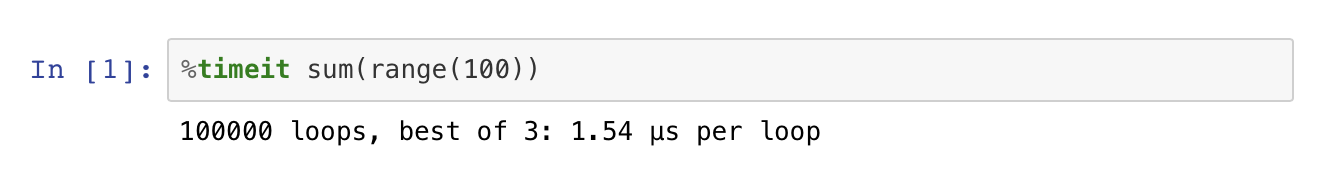 In [1]: %timeit sum(range(100))
100000 loops, best of 3: 1.54 µs per loop